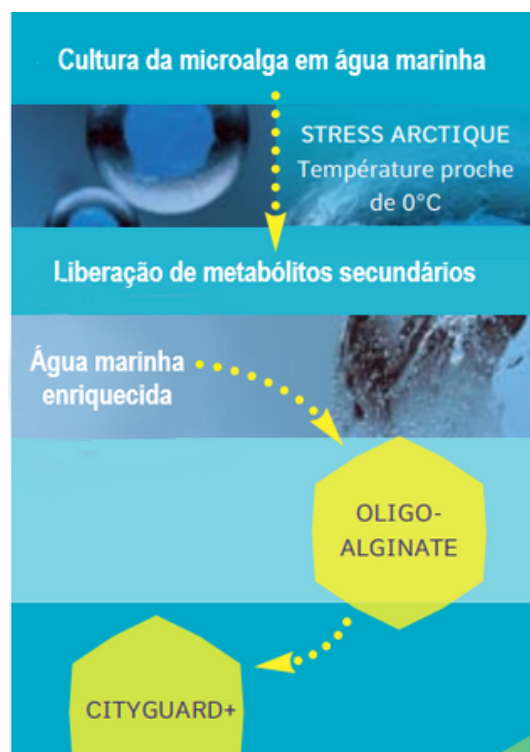 Cultura da microalga em água marinha
STRESS ARCTIQUE
Température proche
de 0°C
Liberação de metabólitos secundários
Água marinha
enriquecida
OLIGO-
ALGINATE
CITYGUARD+